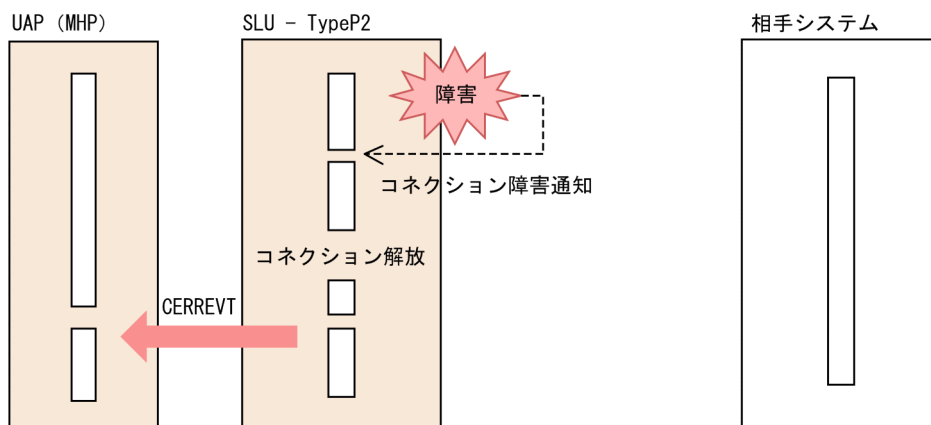 UAP (MHP)
SLU - TypeP2
相手システム
障害
コネクション障害通知
コネクション解放
CERREVT